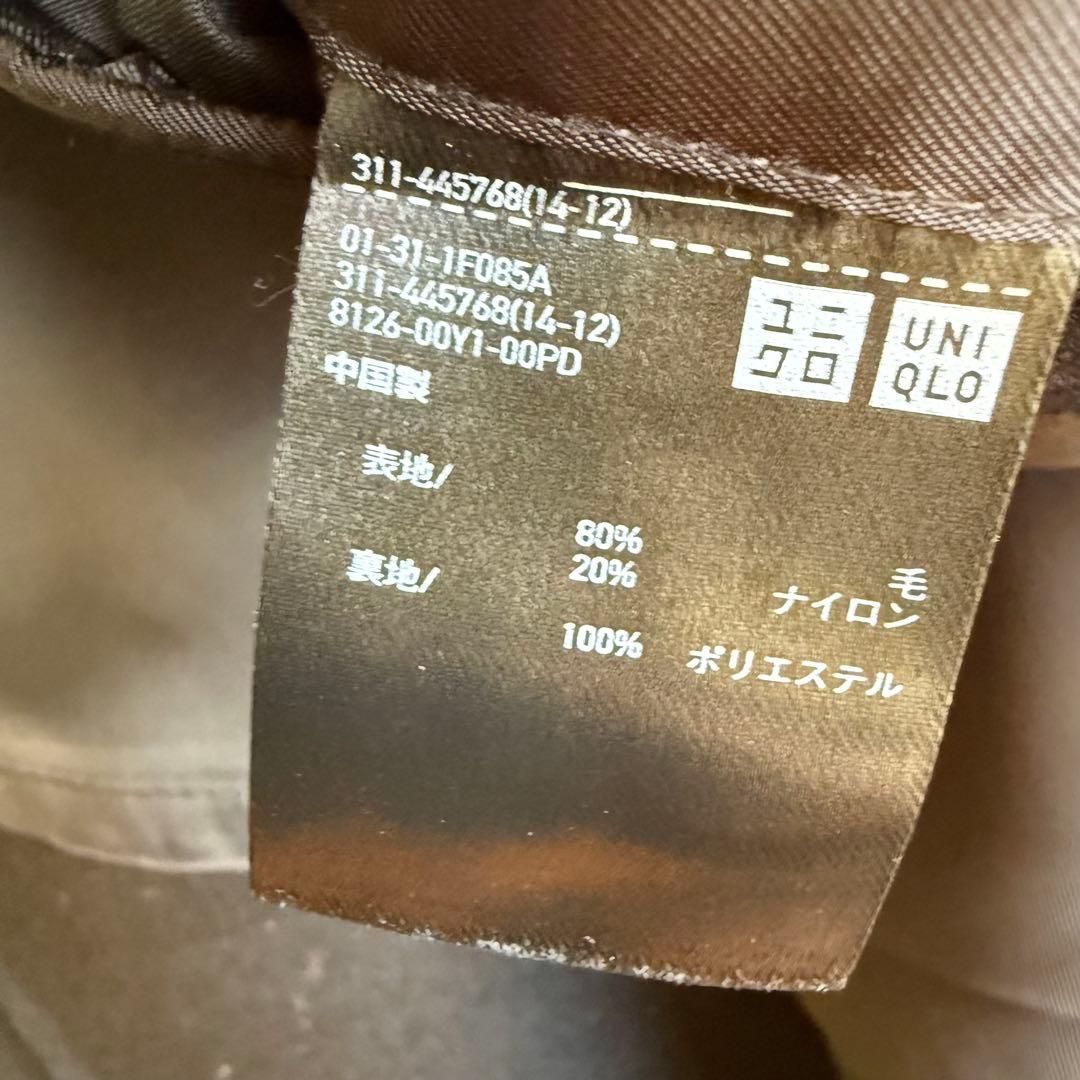 311-445768(14-12)
01-31-1F085A
311-445768(14-12)
8126-00Y1-00PD
中国製
ユニ
クロ
UNI
QLO
表地/
80% 毛
20% ナイロン
裏地/
100% ポリエステル